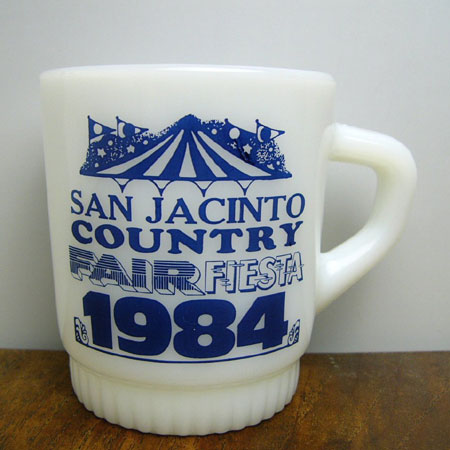 SAN JACINTO
COUNTRY
FAIR FIESTA
1984